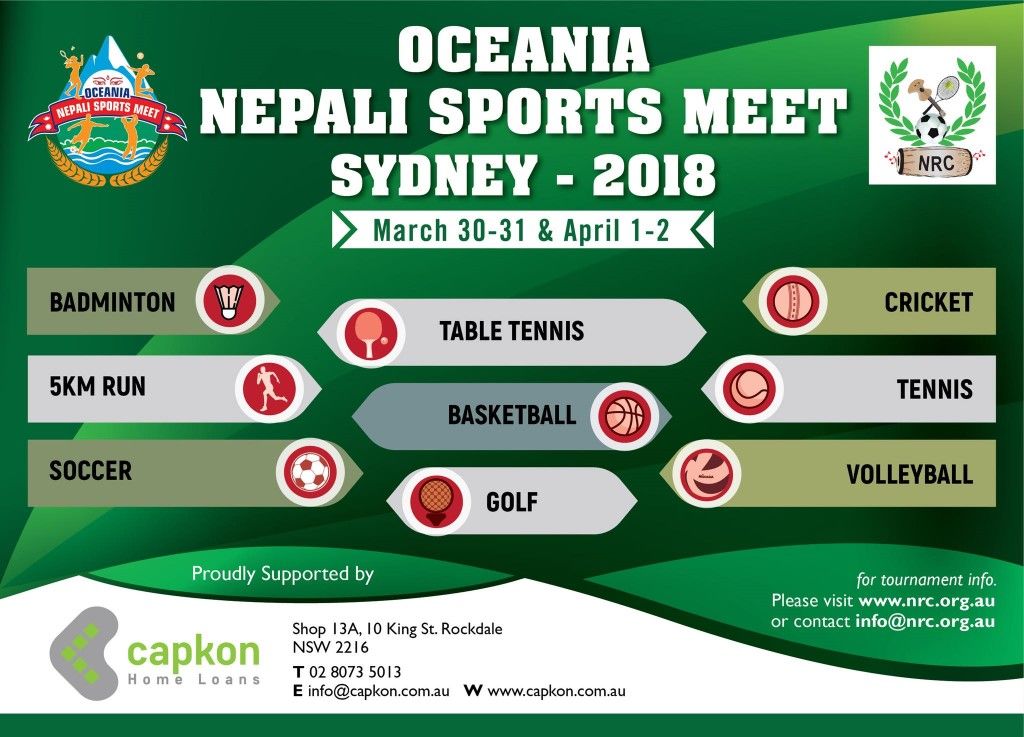 OCEANIA
NEPALI SPORTS MEET
SYDNEY - 2018
March 30-31 & April 1-2
OCEANIA
NEPALI SPORTS MEET
NRC
BADMINTON
TABLE TENNIS
CRICKET
5KM RUN
BASKETBALL
TENNIS
SOCCER
GOLF
VOLLEYBALL
Proudly Supported by
capkon
Home Loans
Shop 13A, 10 King St. Rockdale
NSW 2216
T 02 8073 5013
E info@capkon.com.au W www.capkon.com.au
for tournament info.
Please visit www.nrc.org.au
or contact info@nrc.org.au